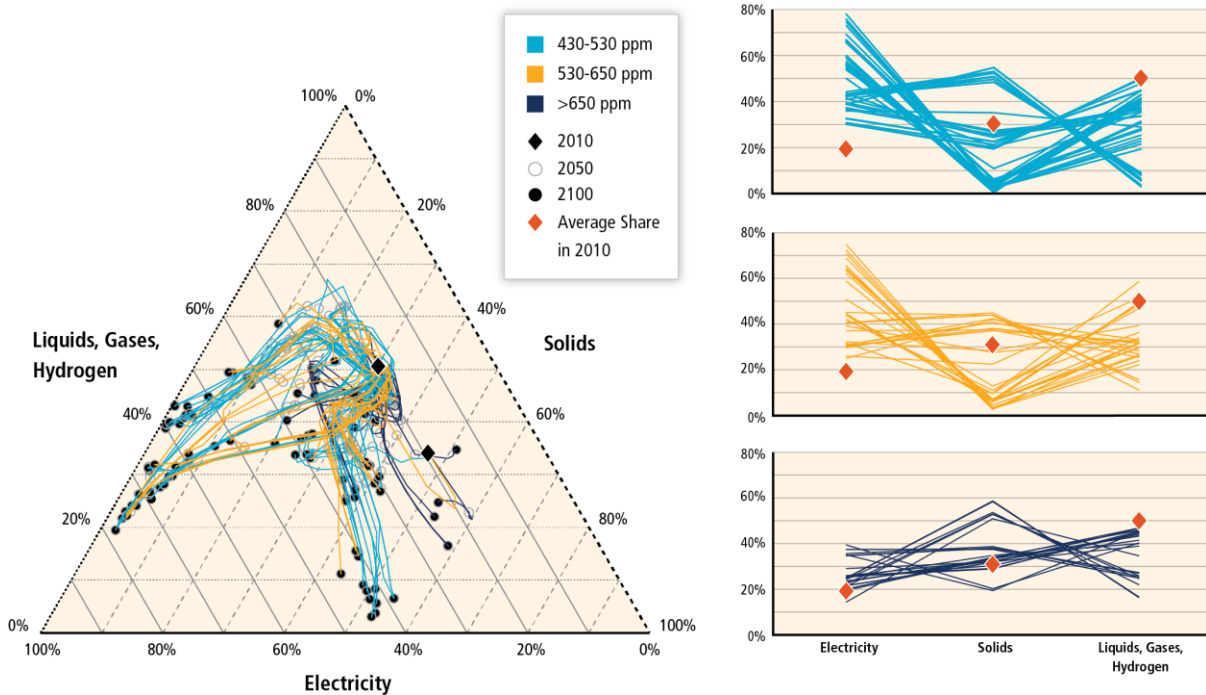 430-530 ppm
530-650 ppm
>650 ppm
2010
2050
2100
Average Share
in 2010
100%
0%
80%
20%
60%
40%
Liquids, Gases,
Hydrogen
Solids
40%
60%
20%
80%
0%
100%
100%
80%
60%
40%
20%
0%
Electricity
80%
60%
40%
20%
0%
80%
60%
40%
20%
0%
80%
60%
40%
20%
0%
Electricity
Solids
Liquids, Gases,
Hydrogen